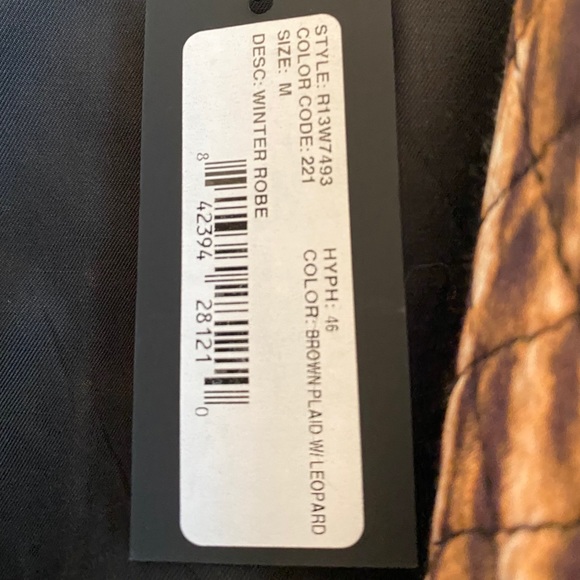 STYLE: R13W7493
COLOR CODE: 221
SIZE: M
DESC: WINTER ROBE
HYPH: 46
COLOR: BROWN PLAID W/ LEOPARD
8 42394 28121 0